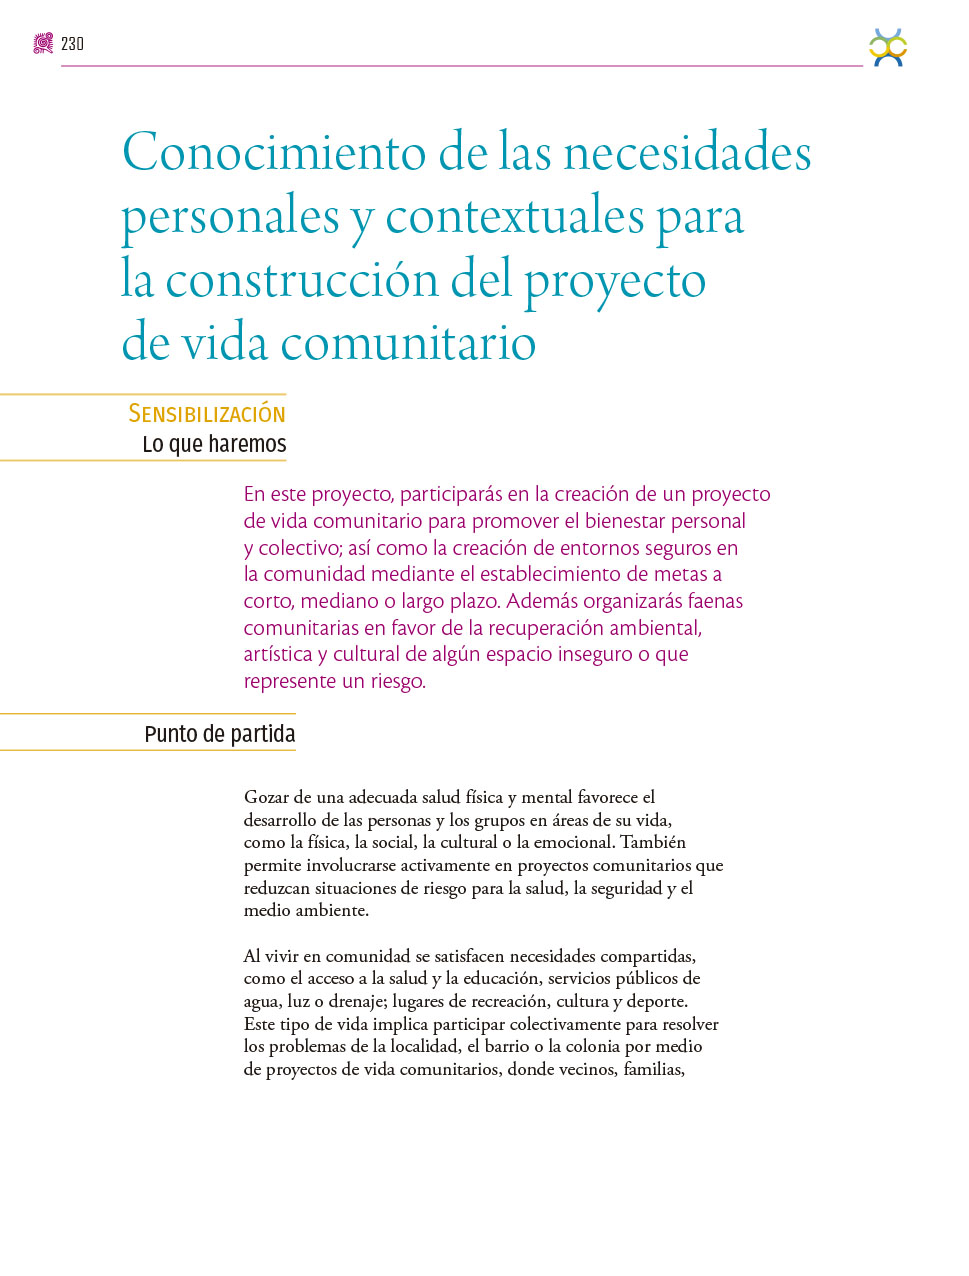 230
Conocimiento de las necesidades
personales y contextuales para
la construcción del proyecto
de vida comunitario
Sensibilización
Lo que haremos
En este proyecto, participarás en la creación de un proyecto
de vida comunitario para promover el bienestar personal
y colectivo; así como la creación de entornos seguros en
la comunidad mediante el establecimiento de metas a
corto, mediano o largo plazo. Además organizarás faenas
comunitarias en favor de la recuperación ambiental,
artística y cultural de algún espacio inseguro o que
represente un riesgo.
Punto de partida
Gozar de una adecuada salud física y mental favorece el
desarrollo de las personas y los grupos en áreas de su vida,
como la física, la social, la cultural o la emocional. También
permite involucrarse activamente en proyectos comunitarios que
reduzcan situaciones de riesgo para la salud, la seguridad y el
medio ambiente.
Al vivir en comunidad se satisfacen necesidades compartidas,
como el acceso a la salud y la educación, servicios públicos de
agua, luz o drenaje; lugares de recreación, cultura y deporte.
Este tipo de vida implica participar colectivamente para resolver
los problemas de la localidad, el barrio o la colonia por medio
de proyectos de vida comunitarios, donde vecinos, familias,